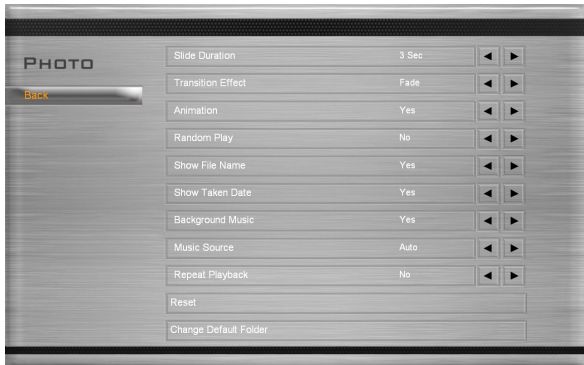 PHOTO
Back
Slide Duration 3 Sec
Transition Effect Fade
Animation Yes
Random Play No
Show File Name Yes
Show Taken Date Yes
Background Music Yes
Music Source Auto
Repeat Playback No
Reset
Change Default Folder